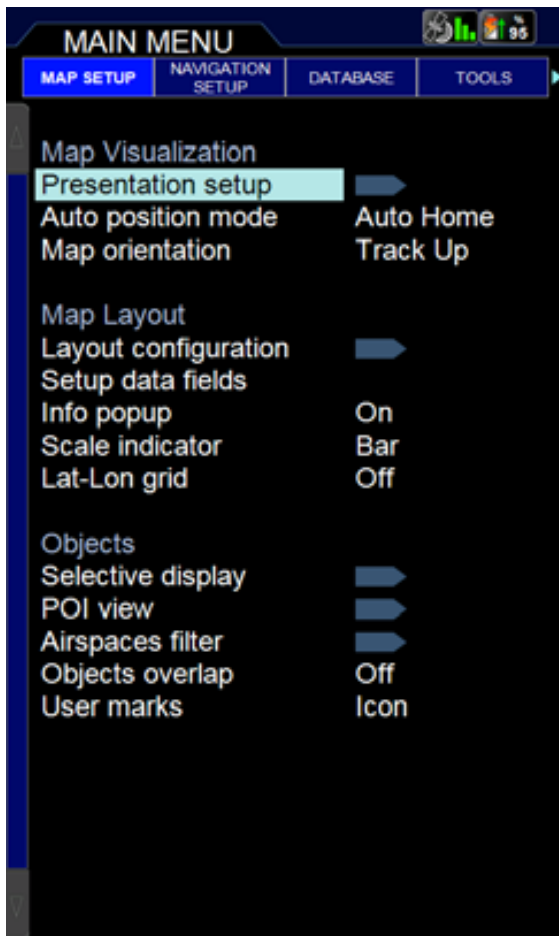 MAIN MENU
% 95
MAP SETUP NAVIGATION SETUP DATABASE TOOLS
Map Visualization
Presentation setup
Auto position mode Auto Home
Map orientation Track Up
Map Layout
Layout configuration
Setup data fields
Info popup On
Scale indicator Bar
Lat-Lon grid Off
Objects
Selective display
POI view
Airspaces filter
Objects overlap Off
User marks Icon